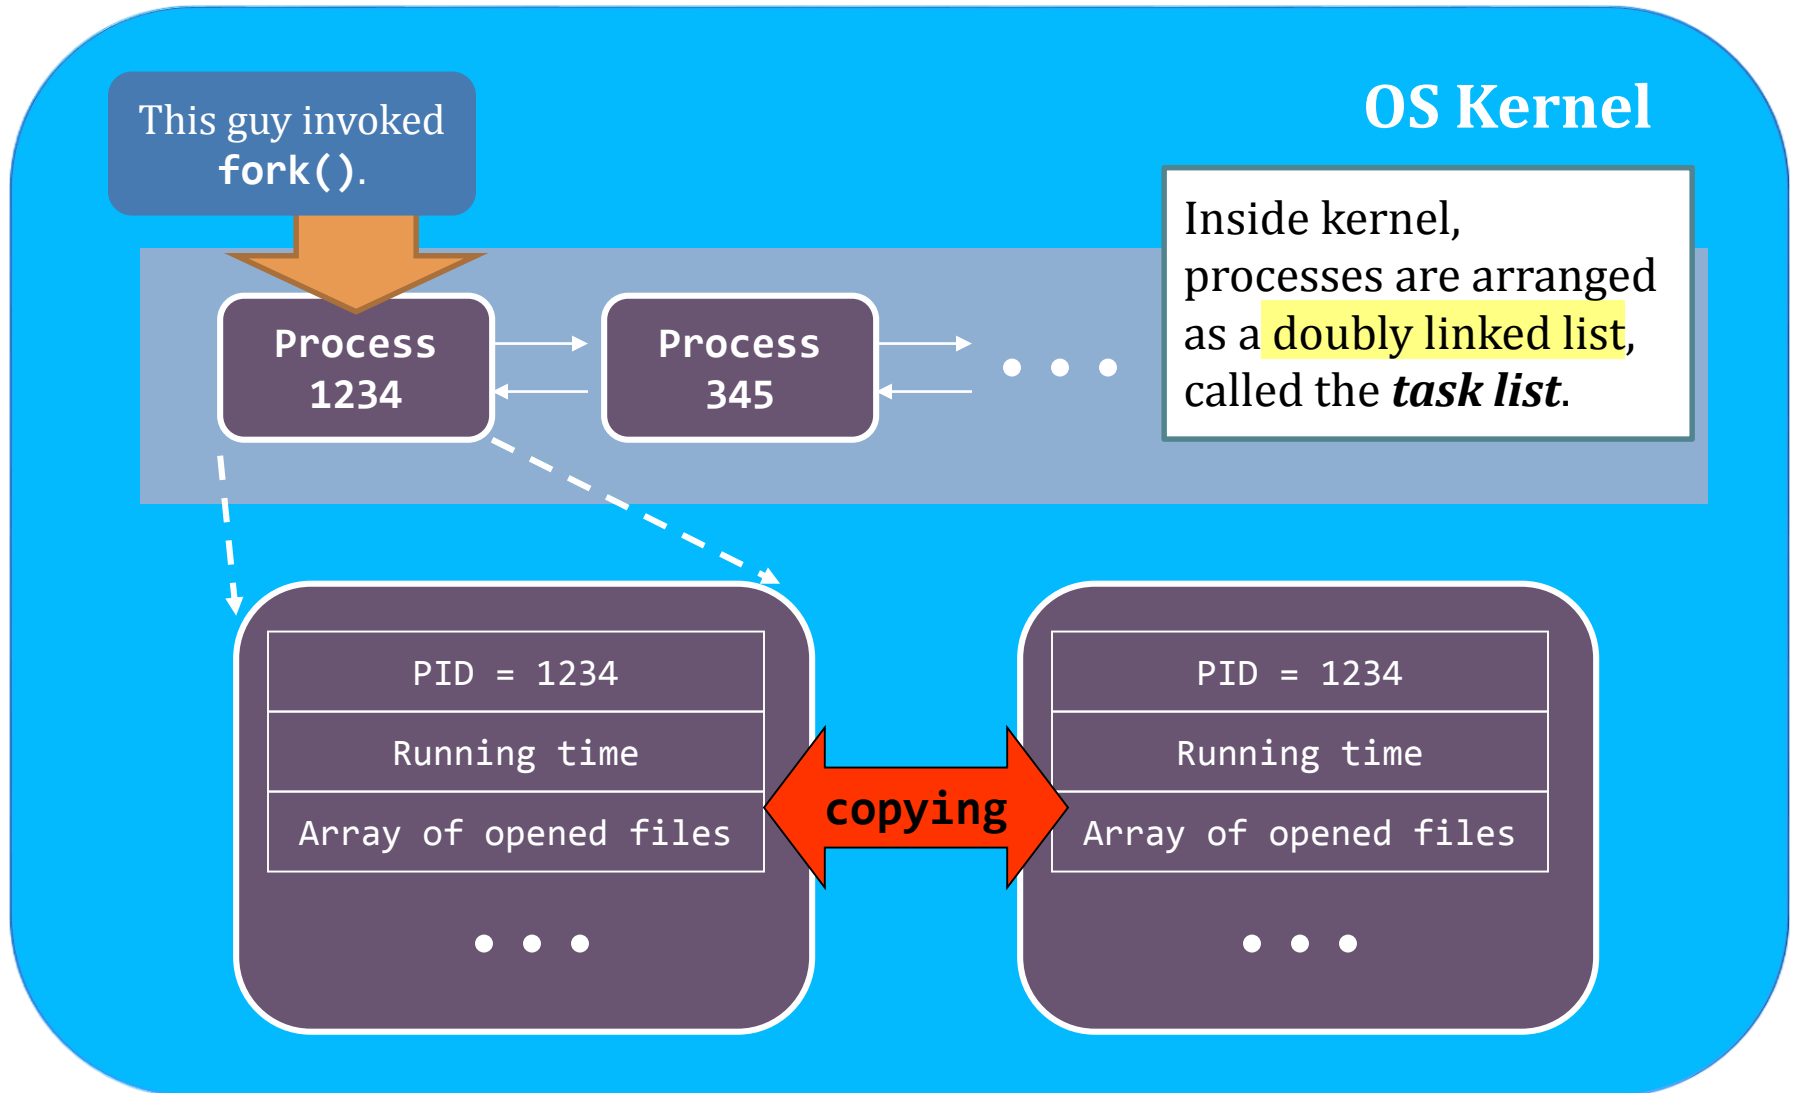 This guy invoked
fork().
OS Kernel
Inside kernel,
processes are arranged
as a doubly linked list,
called the task list.
Process
1234
Process
345
PID = 1234
Running time
Array of opened files
copying
PID = 1234
Running time
Array of opened files